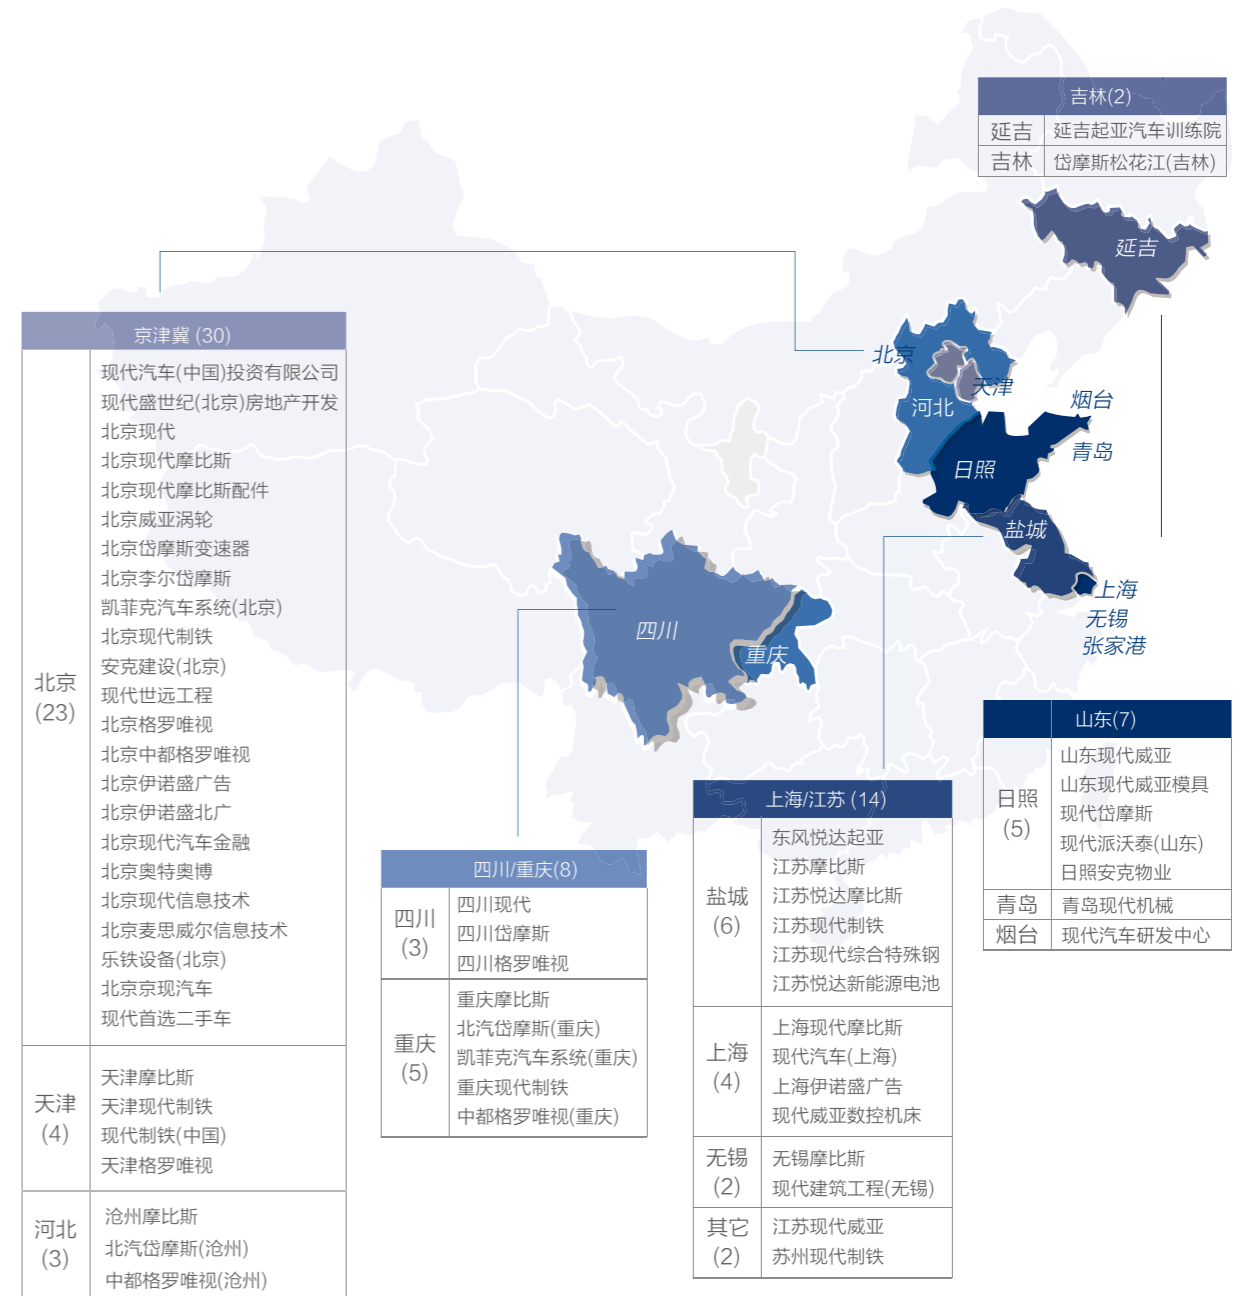 吉林(2)
延吉 延吉起亚汽车训练院
吉林 岱摩斯松花江(吉林)
延吉
北京
天津
河北
烟台
青岛
日照
盐城
上海
无锡
张家港
四川
重庆
京津冀 (30)
北京
(23)
现代汽车(中国)投资有限公司
现代盛世纪(北京)房地产开发
北京现代
北京现代摩比斯
北京现代摩比斯配件
北京威亚涡轮
北京岱摩斯变速器
北京李尔岱摩斯
凯菲克汽车系统(北京)
北京现代制铁
安克建设(北京)
现代世远工程
北京格罗唯视
北京中都格罗唯视
北京伊诺盛广告
北京伊诺盛北广
北京现代汽车金融
北京奥特奥博
北京现代信息技术
北京麦思威尔信息技术
乐铁设备(北京)
北京京现汽车
现代首选二手车
天津
(4)
天津摩比斯
天津现代制铁
现代制铁(中国)
天津格罗唯视
河北
(3)
沧州摩比斯
北汽岱摩斯(沧州)
中都格罗唯视(沧州)
四川/重庆(8)
四川
(3)
四川现代
四川岱摩斯
四川格罗唯视
重庆
(5)
重庆摩比斯
北汽岱摩斯(重庆)
凯菲克汽车系统(重庆)
重庆现代制铁
中都格罗唯视(重庆)
上海/江苏 (14)
盐城
(6)
东风悦达起亚
江苏摩比斯
江苏悦达摩比斯
江苏现代制铁
江苏现代综合特殊钢
江苏悦达新能源电池
上海
(4)
上海现代摩比斯
现代汽车(上海)
上海伊诺盛广告
现代威亚数控机床
无锡
(2)
无锡摩比斯
现代建筑工程(无锡)
其它
(2)
江苏现代威亚
苏州现代制铁
山东(7)
日照
(5)
山东现代威亚
山东现代威亚模具
现代岱摩斯
现代派沃泰(山东)
日照安克物业
青岛 青岛现代机械
烟台 现代汽车研发中心